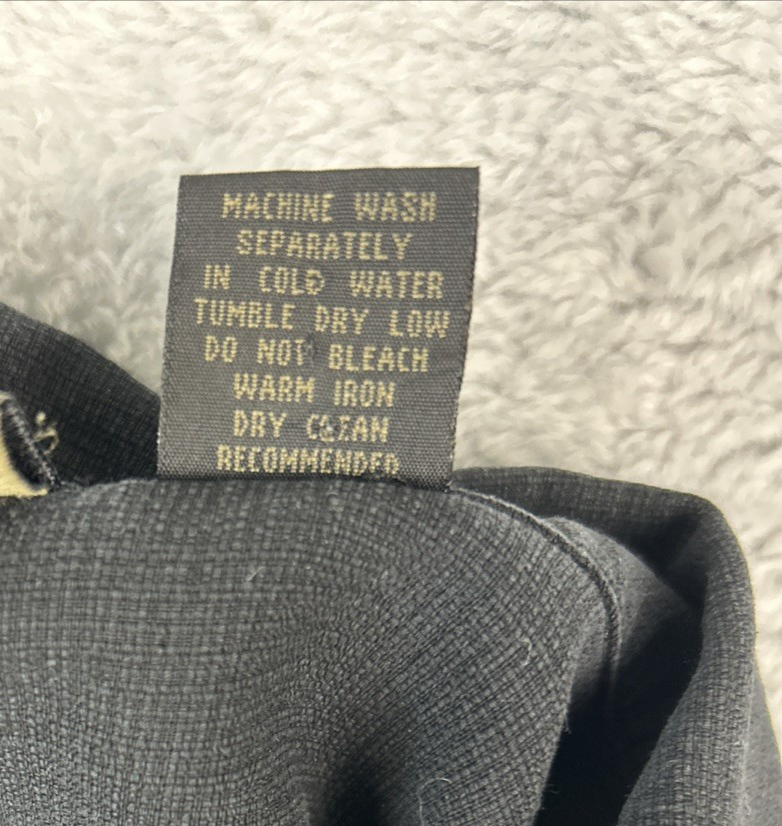 MACHINE WASH
SEPARATELY
IN COLD WATER
TUMBLE DRY LOW
DO NOT BLEACH
WARM IRON
DRY CLEAN
RECOMMENDED